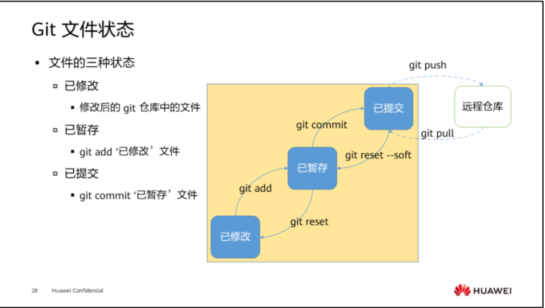 Git 文件状态
• 文件的三种状态
▫ 已修改
▪ 修改后的 git 仓库中的文件
▫ 已暂存
▪ git add ‘已修改’文件
▫ 已提交
▪ git commit ‘已暂存’文件
git push
已提交
远程仓库
git commit
git pull
已暂存
git reset --soft
git add
git reset
已修改
28 Huawei Confidential
HUAWEI